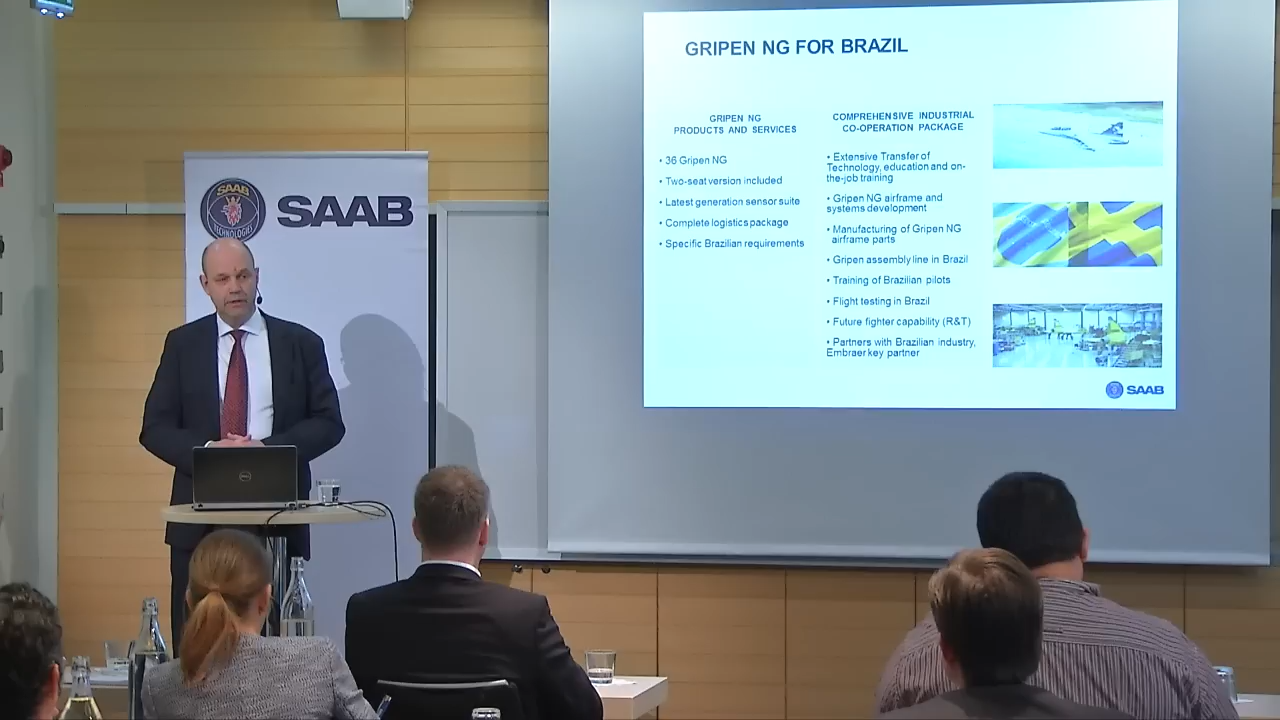 SAAB
TECHNOLOGIES
SAAB
GRIPEN NG FOR BRAZIL
GRIPEN NG
PRODUCTS AND SERVICES
• 36 Gripen NG
• Two-seat version included
• Latest generation sensor suite
• Complete logistics package
• Specific Brazilian requirements
COMPREHENSIVE INDUSTRIAL
CO-OPERATION PACKAGE
• Extensive Transfer of
Technology, education and on-
the-job training
• Gripen NG airframe and
systems development
• Manufacturing of Gripen NG
airframe parts
• Gripen assembly line in Brazil
• Training of Brazilian pilots
• Flight testing in Brazil
• Future fighter capability (R&T)
• Partners with Brazilian industry,
Embraer key partner
SAAB
DELL